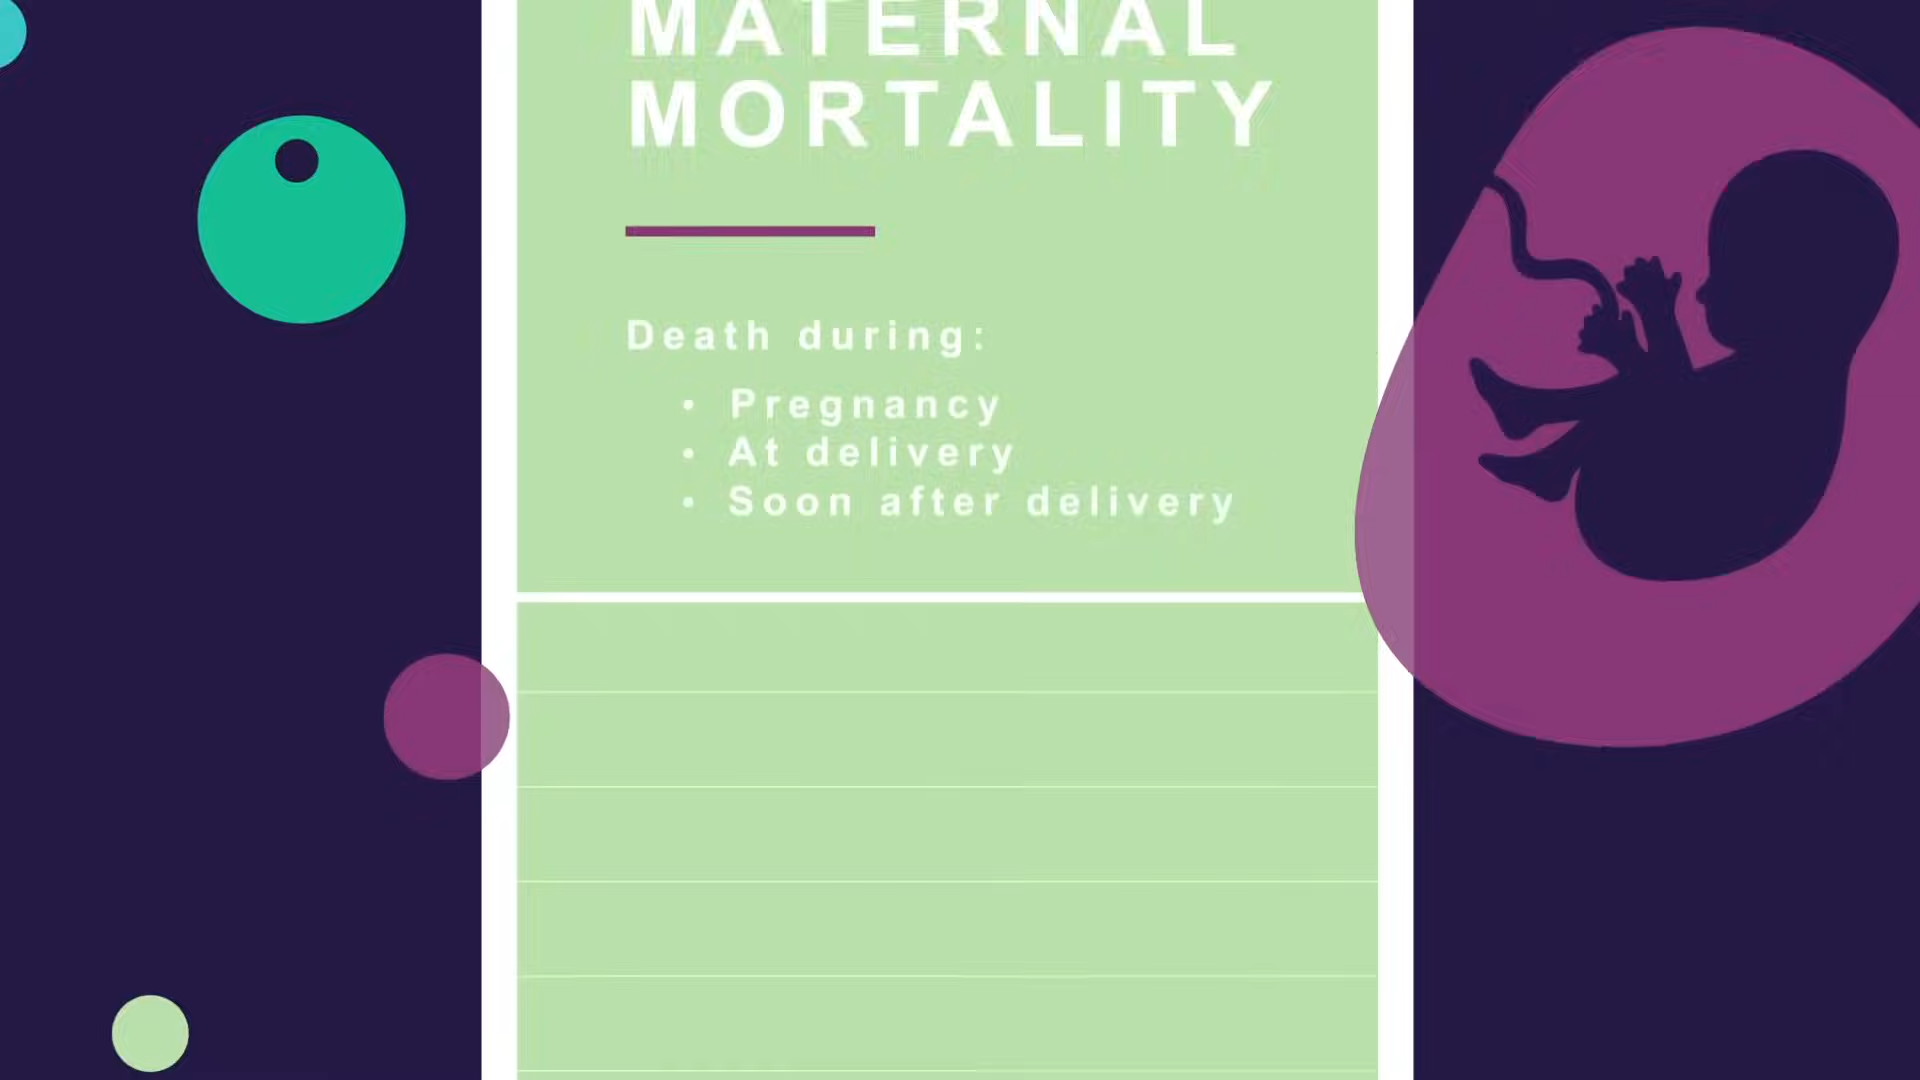 MATERNAL
MORTALITY
Death during:
• Pregnancy
• At delivery
• Soon after delivery